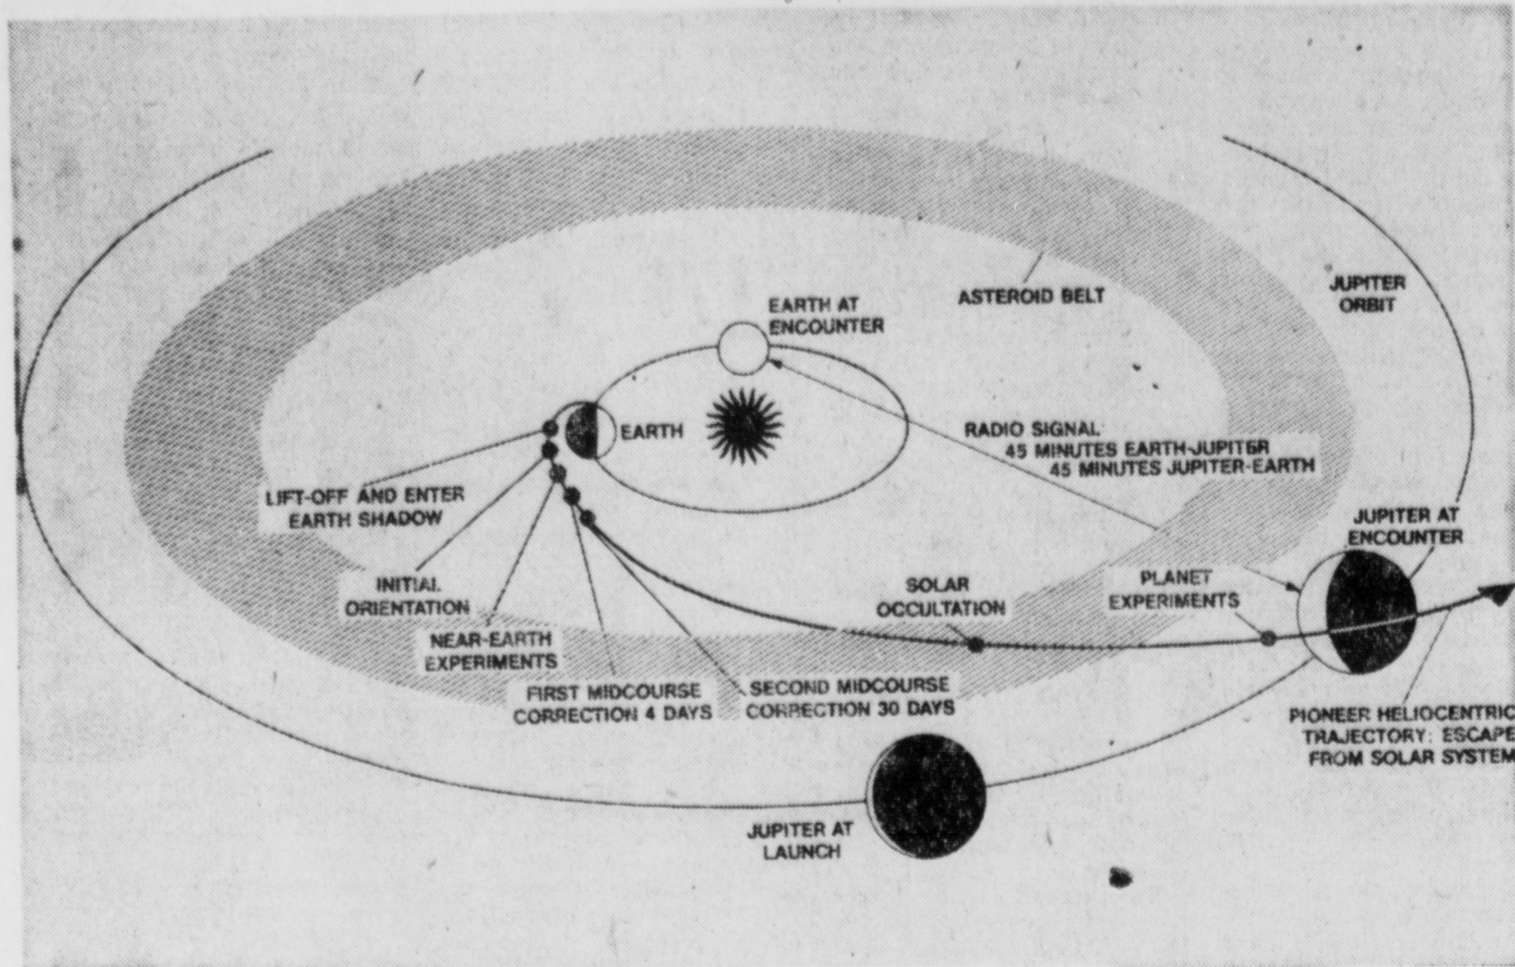 EARTH AT
ENCOUNTER
ASTEROID BELT
JUPITER
ORBIT
EARTH
RADIO SIGNAL
45 MINUTES EARTH-JUPITER
45 MINUTES JUPITER-EARTH
LIFT-OFF AND ENTER
EARTH SHADOW
JUPITER AT
ENCOUNTER
INITIAL
ORIENTATION
SOLAR
OCCULTATION
PLANET
EXPERIMENTS
NEAR-EARTH
EXPERIMENTS
FIRST MIDCOURSE
CORRECTION 4 DAYS
SECOND MIDCOURSE
CORRECTION 30 DAYS
PIONEER HELIOCENTRIC
TRAJECTORY: ESCAPE
FROM SOLAR SYSTEM
JUPITER AT
LAUNCH